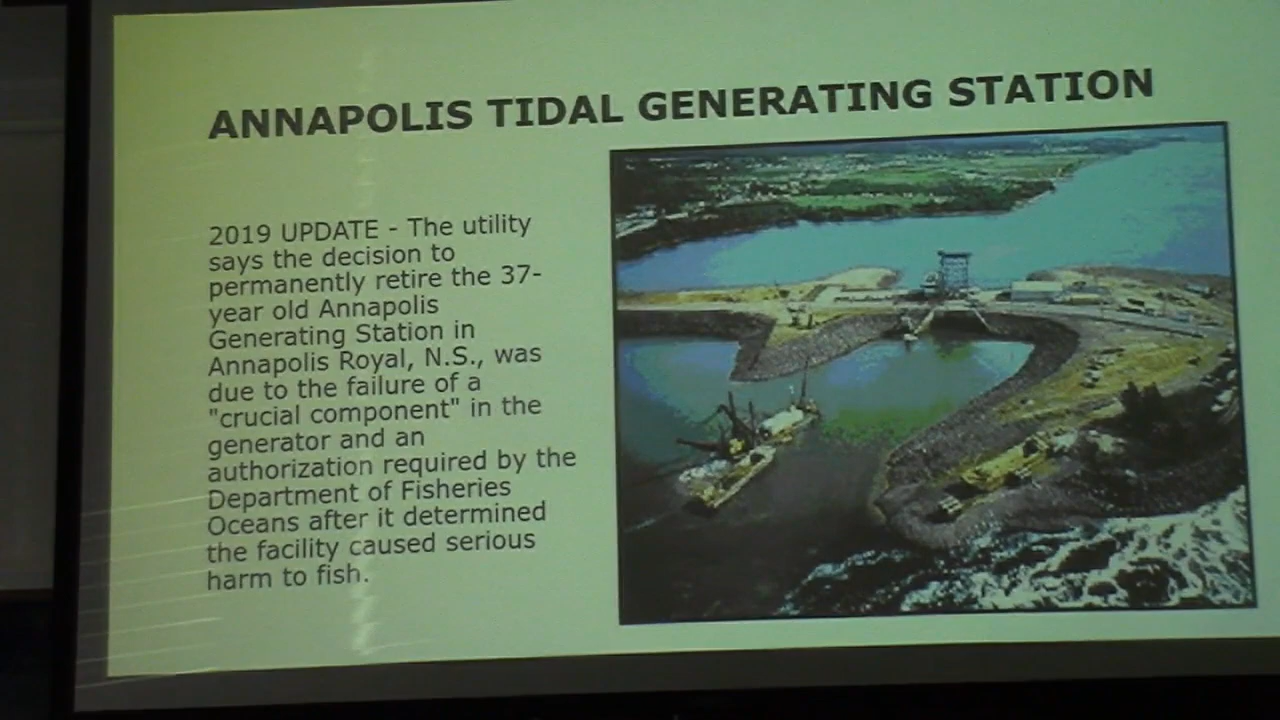 ANNAPOLIS TIDAL GENERATING STATION
2019 UPDATE - The utility
says the decision to
permanently retire the 37-
year old Annapolis
Generating Station in
Annapolis Royal, N.S., was
due to the failure of a
"crucial component" in the
generator and an
authorization required by the
Department of Fisheries
Oceans after it determined
the facility caused serious
harm to fish.